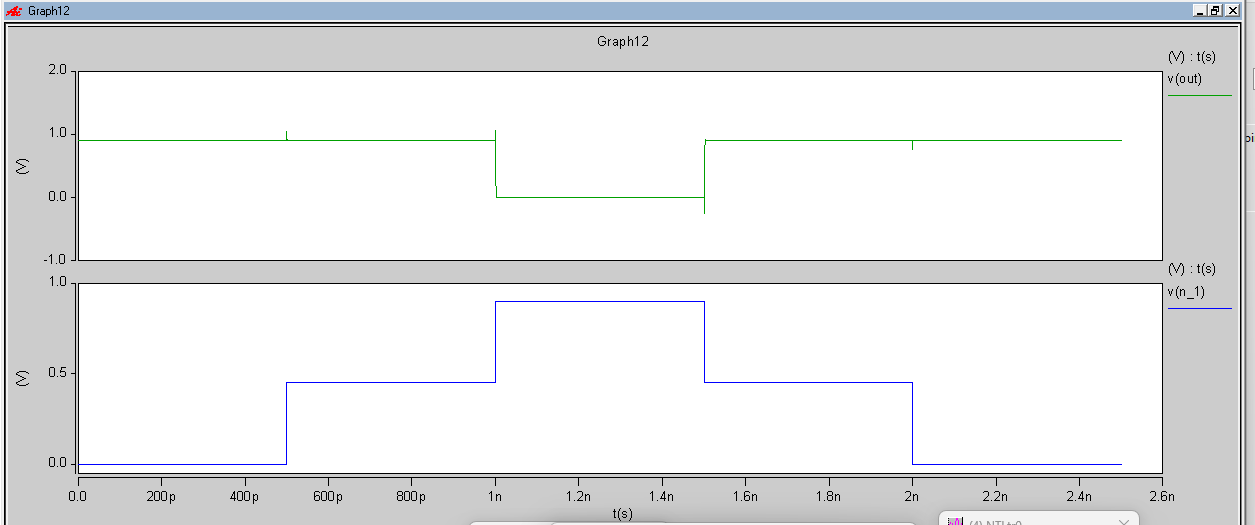 Graph12
Graph12
(V) : t(s)
v(out)
2.0
1.0
0.0
-1.0
(V)
(V) : t(s)
v(n_1)
1.0
0.5
0.0
(V)
0.0 200p 400p 600p 800p 1n 1.2n 1.4n 1.6n 1.8n 2n 2.2n 2.4n 2.6n
t(s)